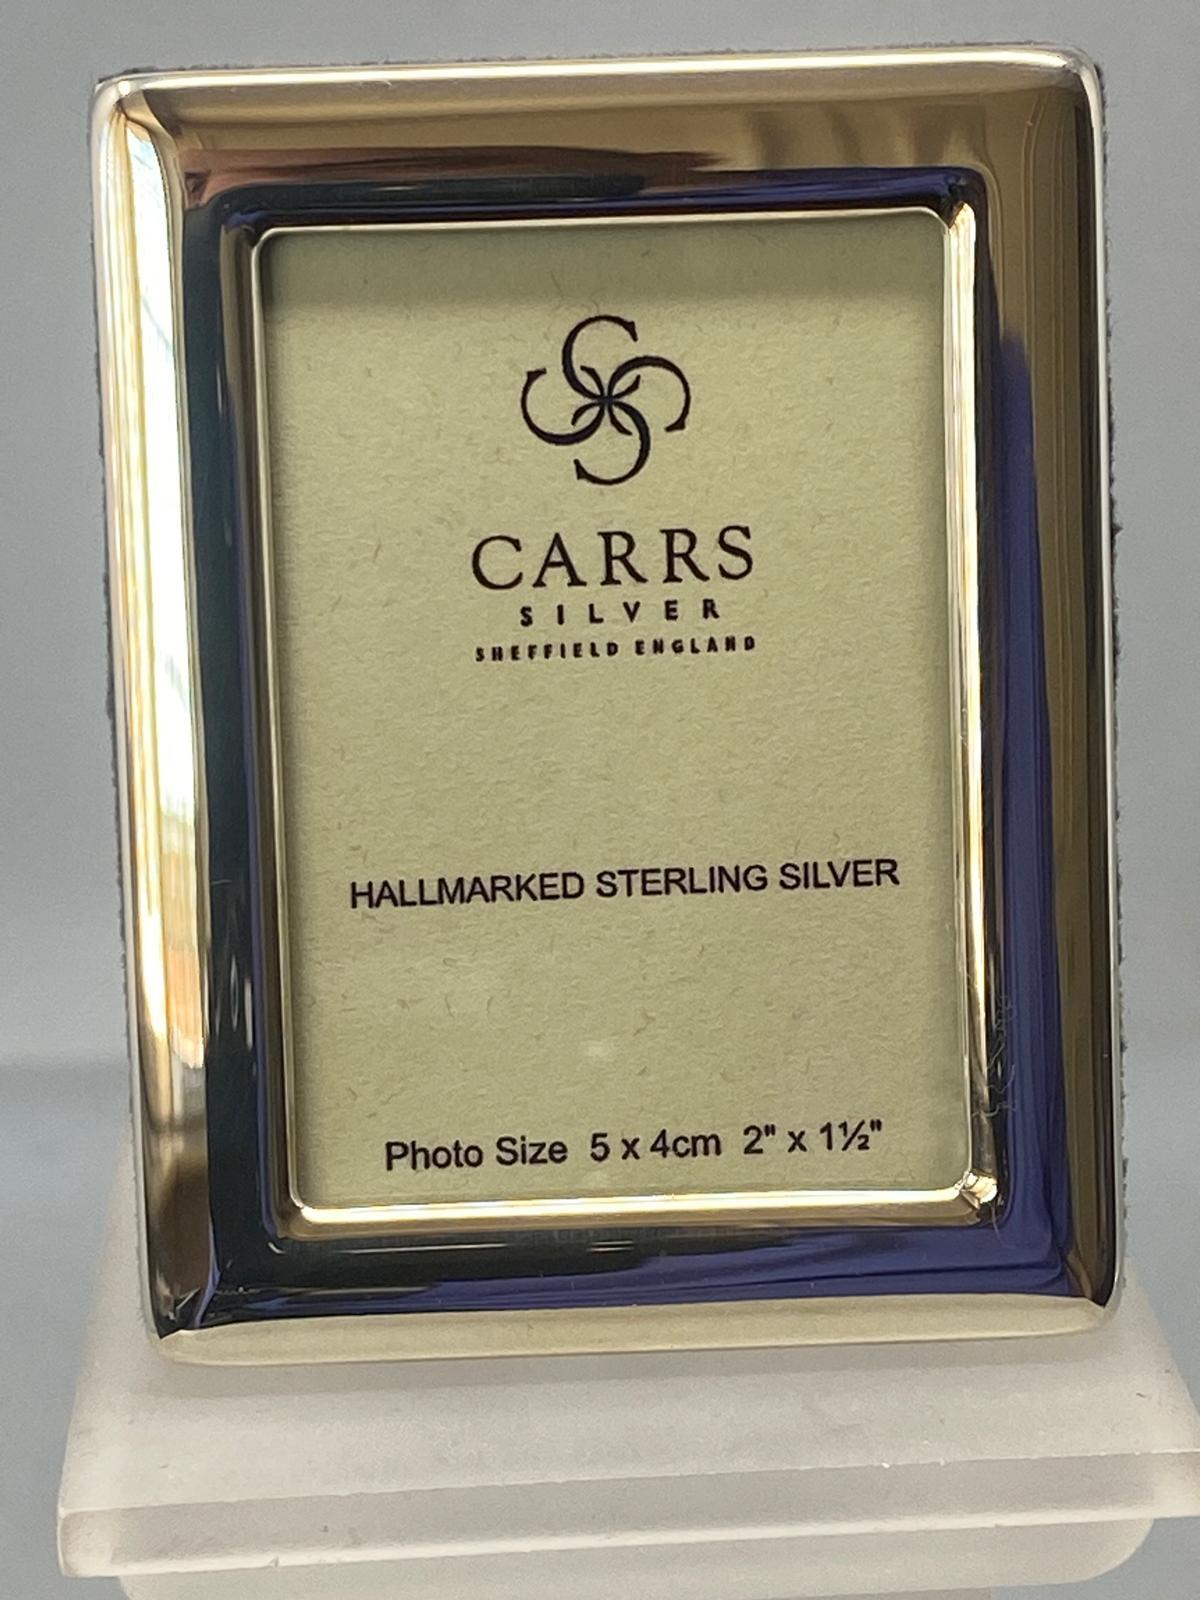 CARRS
SILVER
SHEFFIELD ENGLAND
HALLMARKED STERLING SILVER
Photo Size 5 x 4cm 2" x 1½"